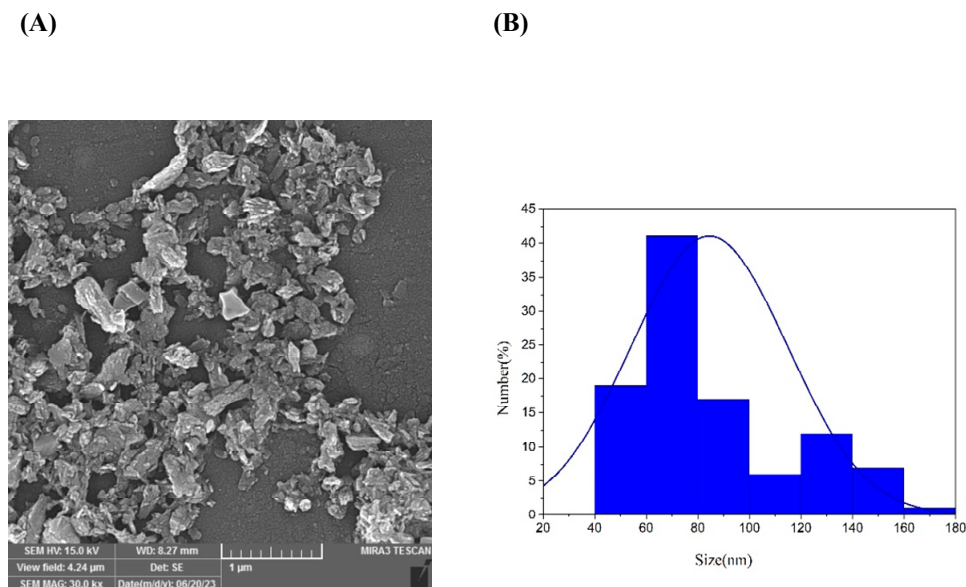 (A)
(B)
SEM HV: 15.0 kV
WD: 8.27 mm
MIRA3 TESCAN
View field: 4.24 µm
Det: SE
1 µm
SEM MAG: 30.0 kx
Date(m/d/y): 06/20/23
45
40
35
30
25
20
15
10
5
0
Number(%)
20 40 60 80 100 120 140 160 180
Size(nm)